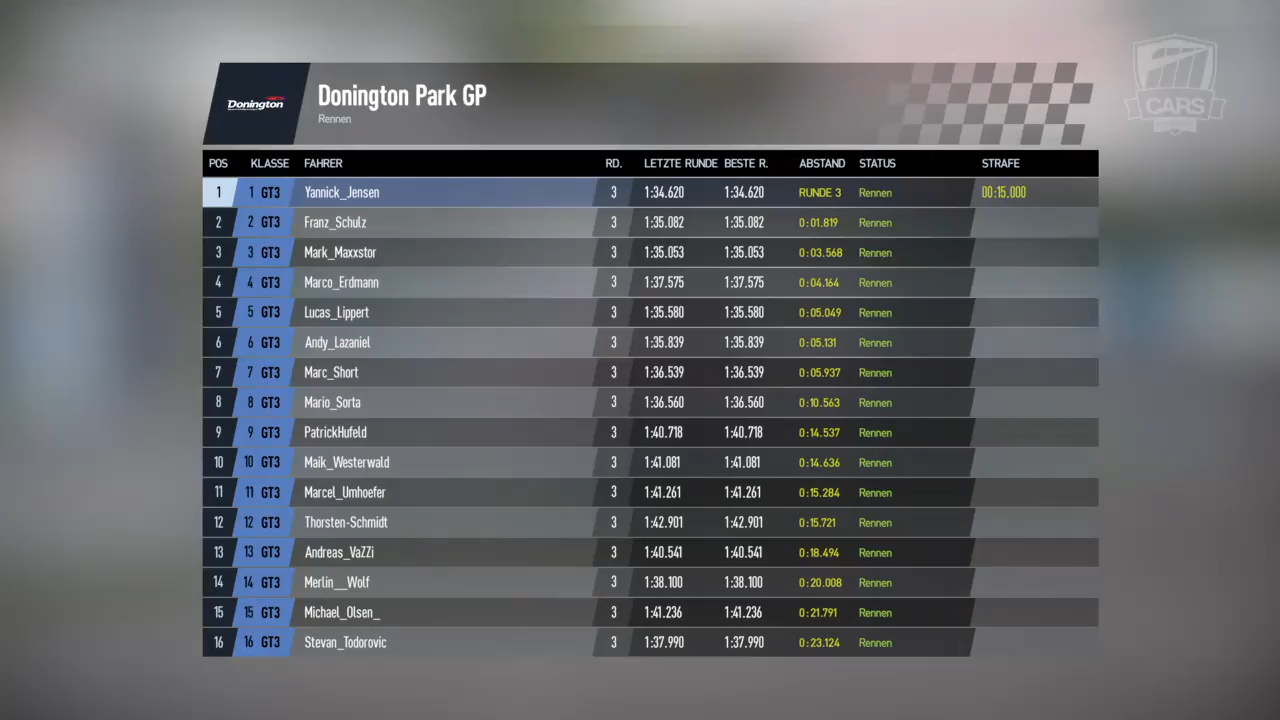 Donington
Donington Park GP
Rennen
CARS
POS KLASSE FAHRER RD. LETZTE RUNDE BESTE R. ABSTAND STATUS STRAFE
1 1 GT3 Yannick_Jensen 3 1:34.620 1:34.620 RUNDE 3 Rennen 00:15.000
2 2 GT3 Franz_Schulz 3 1:35.082 1:35.082 0:01.819 Rennen
3 3 GT3 Mark_Maxxstor 3 1:35.053 1:35.053 0:03.568 Rennen
4 4 GT3 Marco_Erdmann 3 1:37.575 1:37.575 0:04.164 Rennen
5 5 GT3 Lucas_Lippert 3 1:35.580 1:35.580 0:05.049 Rennen
6 6 GT3 Andy_Lazaniel 3 1:35.839 1:35.839 0:05.131 Rennen
7 7 GT3 Marc_Short 3 1:36.539 1:36.539 0:05.937 Rennen
8 8 GT3 Mario_Sorta 3 1:36.560 1:36.560 0:10.563 Rennen
9 9 GT3 PatrickHufeld 3 1:40.718 1:40.718 0:14.537 Rennen
10 10 GT3 Maik_Westerwald 3 1:41.081 1:41.081 0:14.636 Rennen
11 11 GT3 Marcel_Umhoefer 3 1:41.261 1:41.261 0:15.284 Rennen
12 12 GT3 Thorsten-Schmidt 3 1:42.901 1:42.901 0:15.721 Rennen
13 13 GT3 Andreas_VaZZi 3 1:40.541 1:40.541 0:18.494 Rennen
14 14 GT3 Merlin__Wolf 3 1:38.100 1:38.100 0:20.008 Rennen
15 15 GT3 Michael_Olsen_ 3 1:41.236 1:41.236 0:21.791 Rennen
16 16 GT3 Stevan_Todorovic 3 1:37.990 1:37.990 0:23.124 Rennen